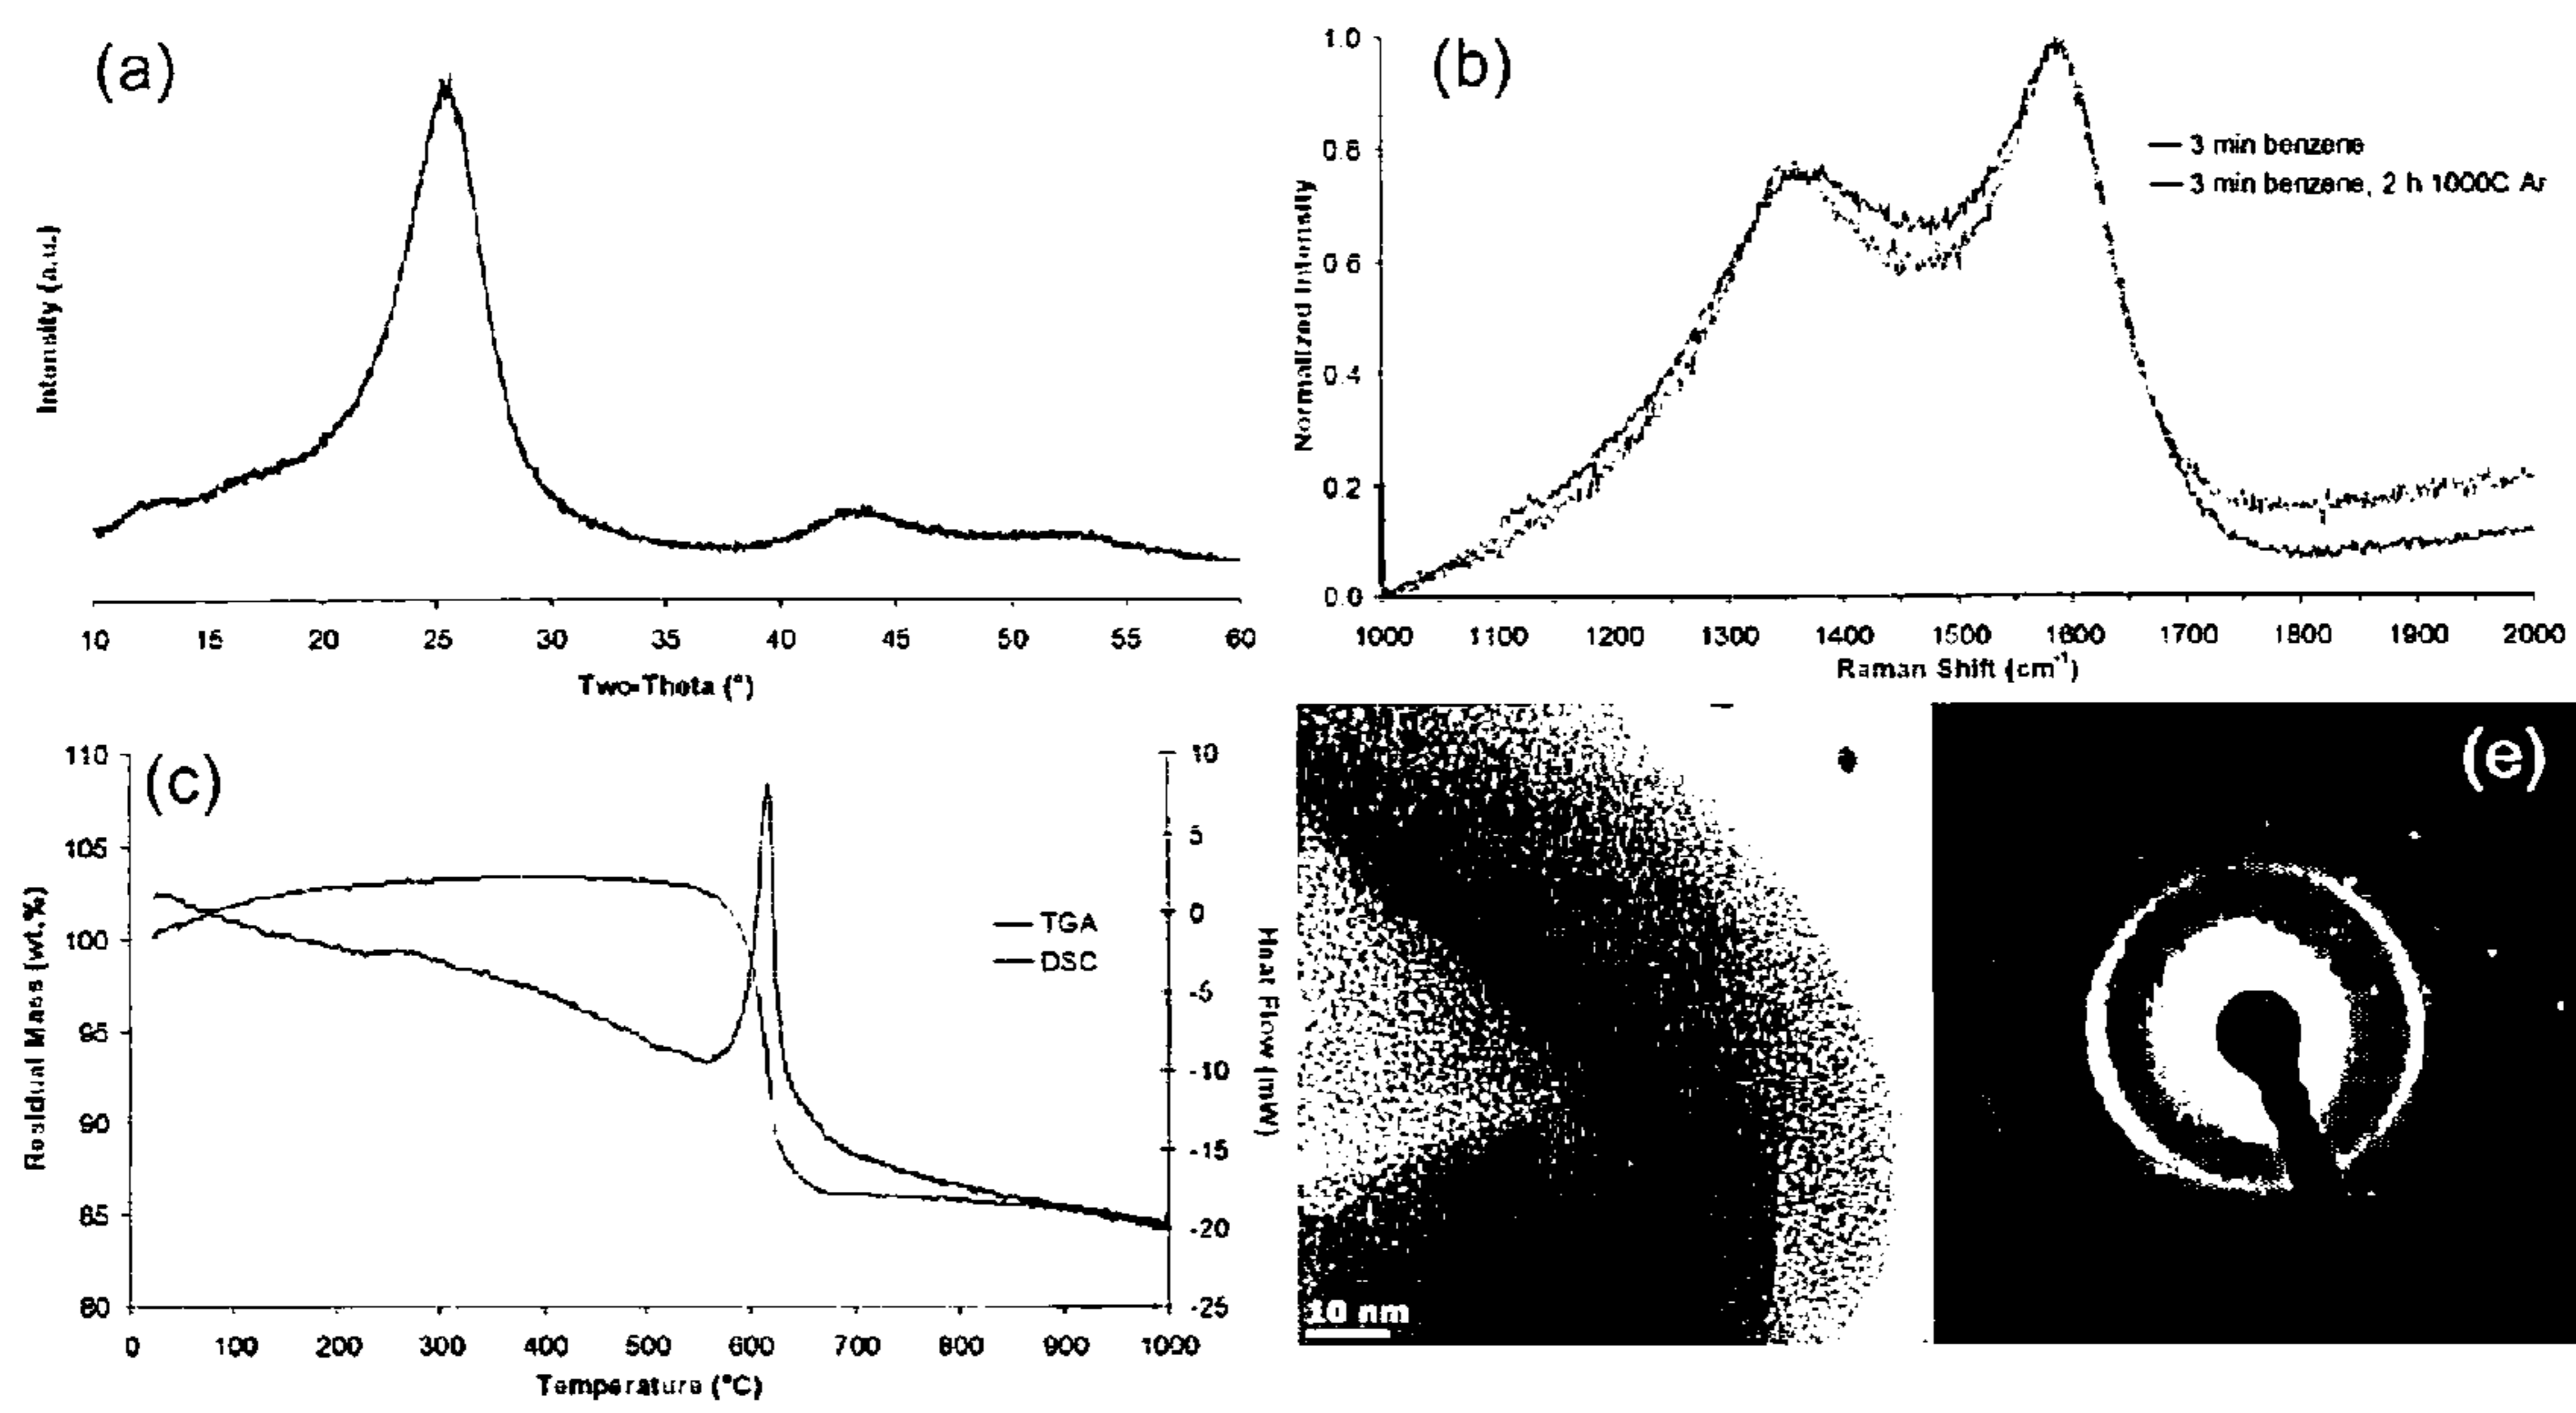 (a)
Intensity (a.u.)
10 15 20 25 30 35 40 45 50 55 60
Two-Theta (°)
(b)
Normalized Intensity
1.0
0.8
0.6
0.4
0.2
0.0
3 min benzene
3 min benzene, 2 h 1000C Ar
1000 1100 1200 1300 1400 1500 1600 1700 1800 1900 2000
Raman Shift (cm⁻¹)
(c)
Residual Mass (wt.%)
110
105
100
95
90
85
80
TGA
DSC
10
5
0
-5
-10
-15
-20
-25
Heat Flow (mW)
0 100 200 300 400 500 600 700 800 900 1000
Temperature (°C)
10 nm
(e)